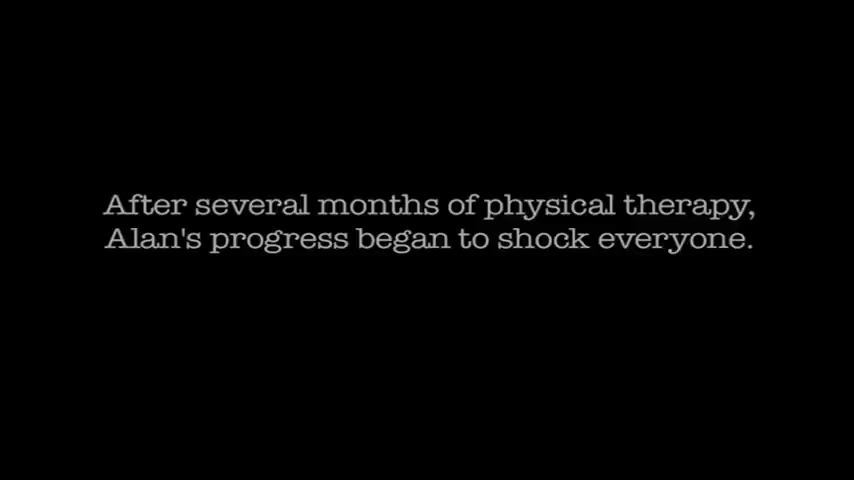 After several months of physical therapy,
Alan's progress began to shock everyone.